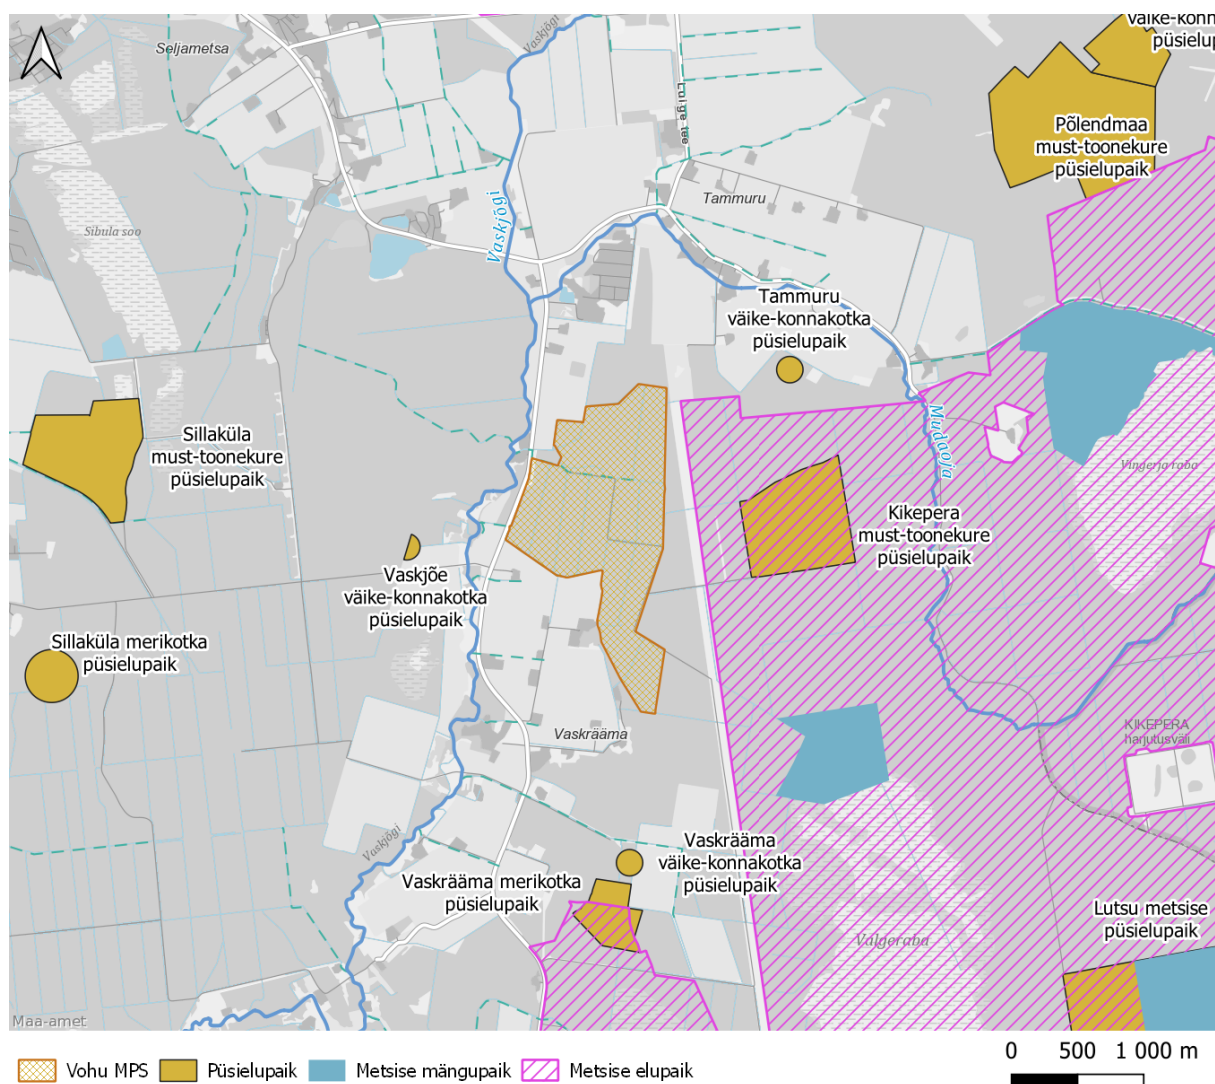 Seljametsa
Vaskjõgi
Luige tee
väike-konn
püsielup
Põlendmaa
must-toonekure
püsielupaik
Tammuru
Vaskjõgi
Sibula soo
Tammuru
väike-konnakotka
püsielupaik
Mudaoja
Sillaküla
must-toonekure
püsielupaik
Vingerja raba
Kikepera
must-toonekure
püsielupaik
Vaskjõe
väike-konnakotka
püsielupaik
Sillaküla merikotka
püsielupaik
Vaskrääma
KIKEPERA
harjutusväli
Vaskjõgi
Vaskrääma
väike-konnakotka
püsielupaik
Vaskrääma merikotka
püsielupaik
Lutsu metsise
püsielupaik
Valgeraba
Maa-amet
Vohu MPS
Püsielupaik
Metsise mängupaik
Metsise elupaik
0 500 1 000 m